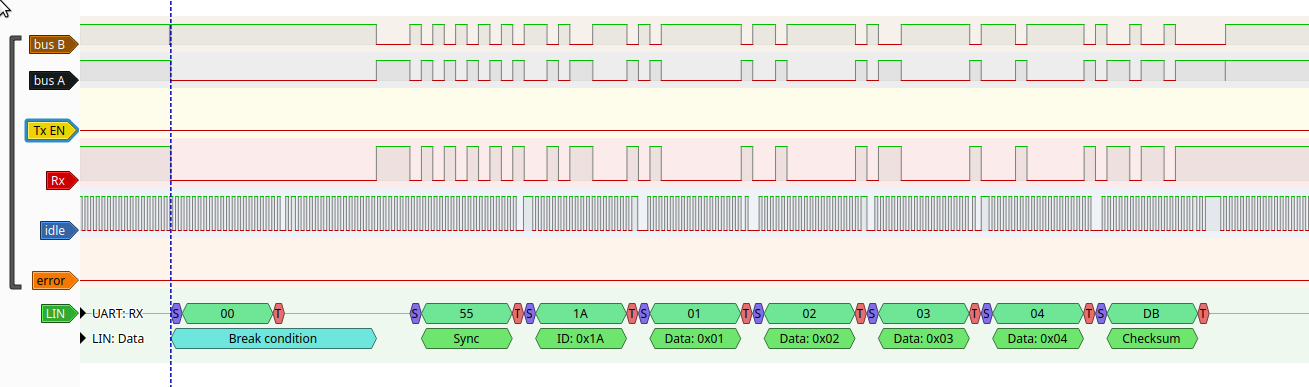 bus B
bus A
Tx EN
Rx
idle
error
LIN
UART: RX S 00 T S 55 T S 1A T S 01 T S 02 T S 03 T S 04 T S DB T
LIN: Data Break condition Sync ID: 0x1A Data: 0x01 Data: 0x02 Data: 0x03 Data: 0x04 Checksum